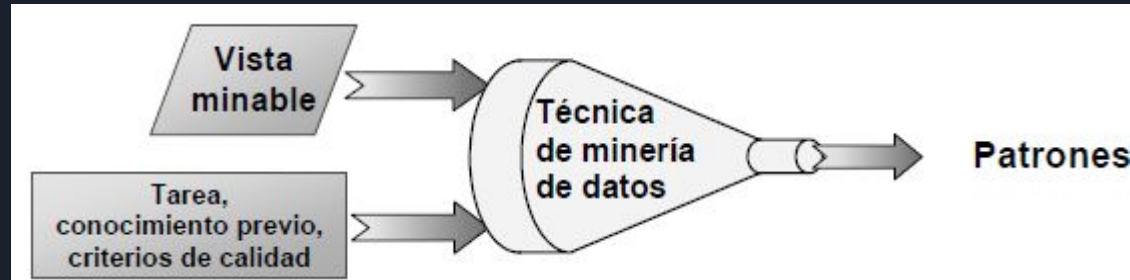 Vista
minable
Tarea,
conocimiento previo,
criterios de calidad
Técnica
de minería
de datos
Patrones